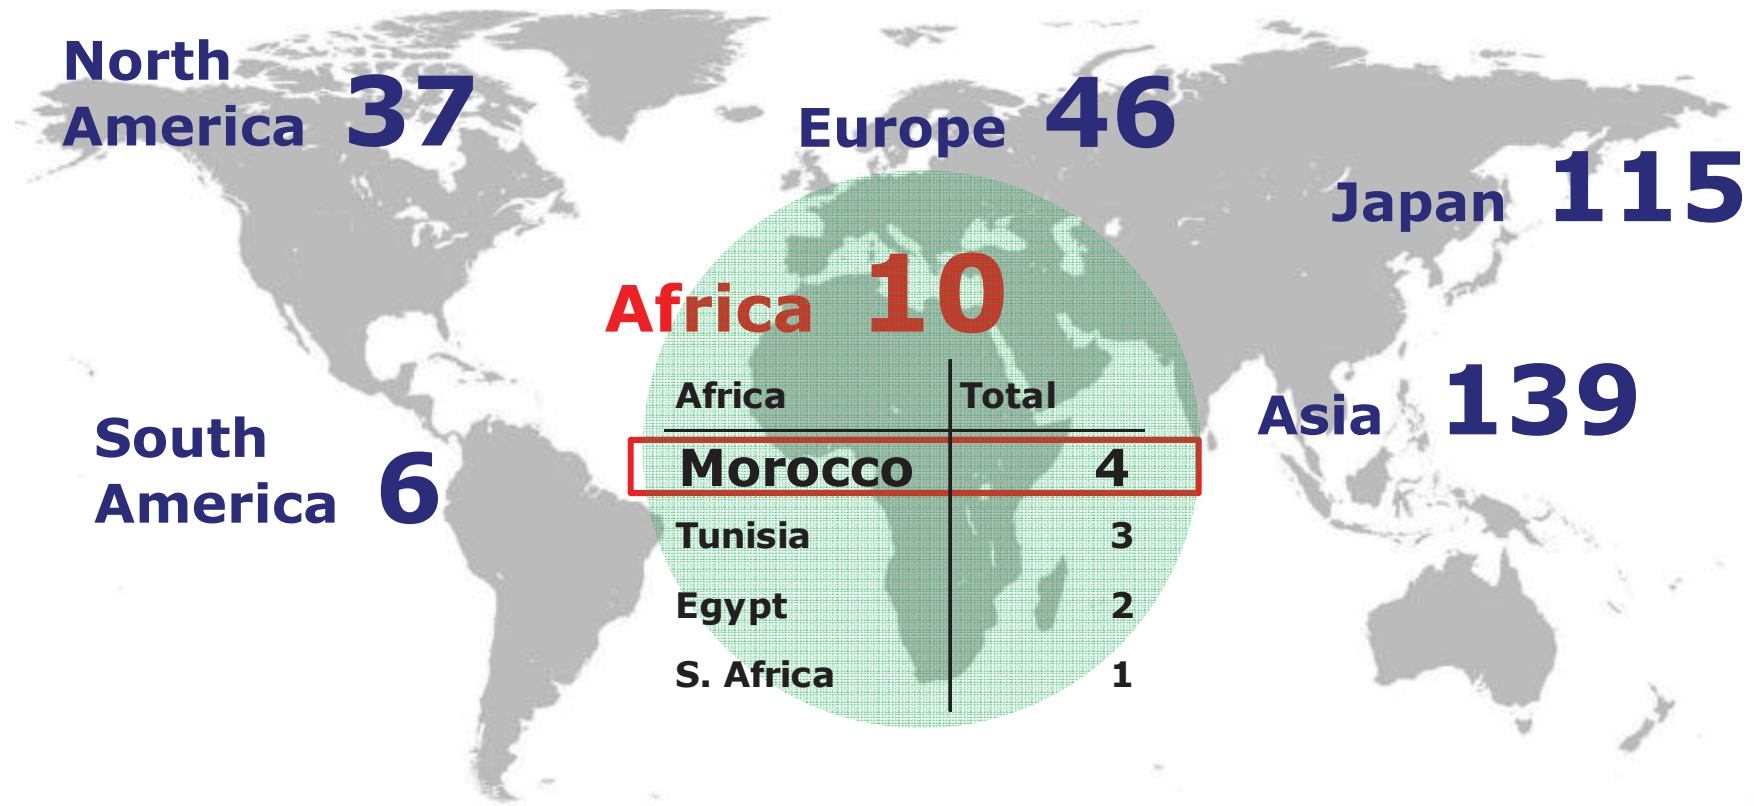 North
America 37
Europe 46
Japan 115
Africa 10
Africa Total
Morocco 4
Tunisia 3
Egypt 2
S. Africa 1
Asia 139
South
America 6